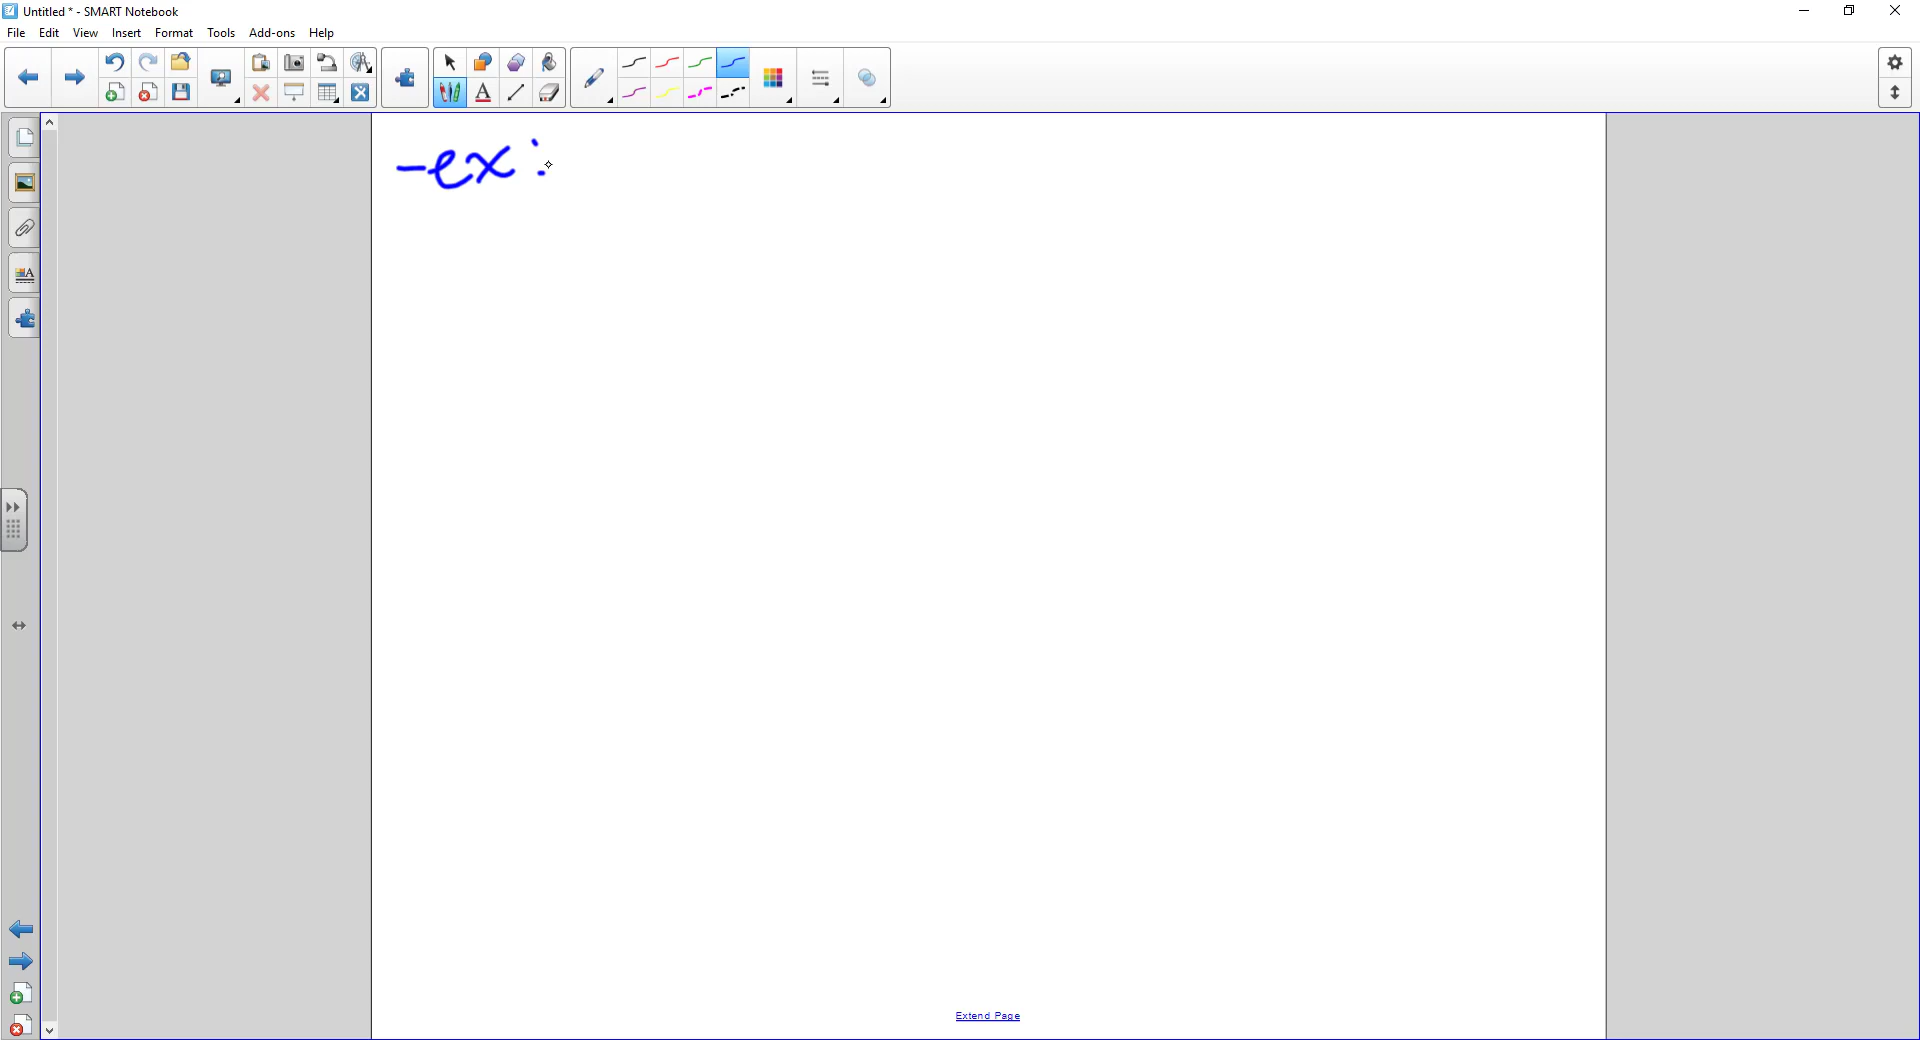 Untitled * - SMART Notebook
File Edit View Insert Format Tools Add-ons Help
-ex:
Extend Page